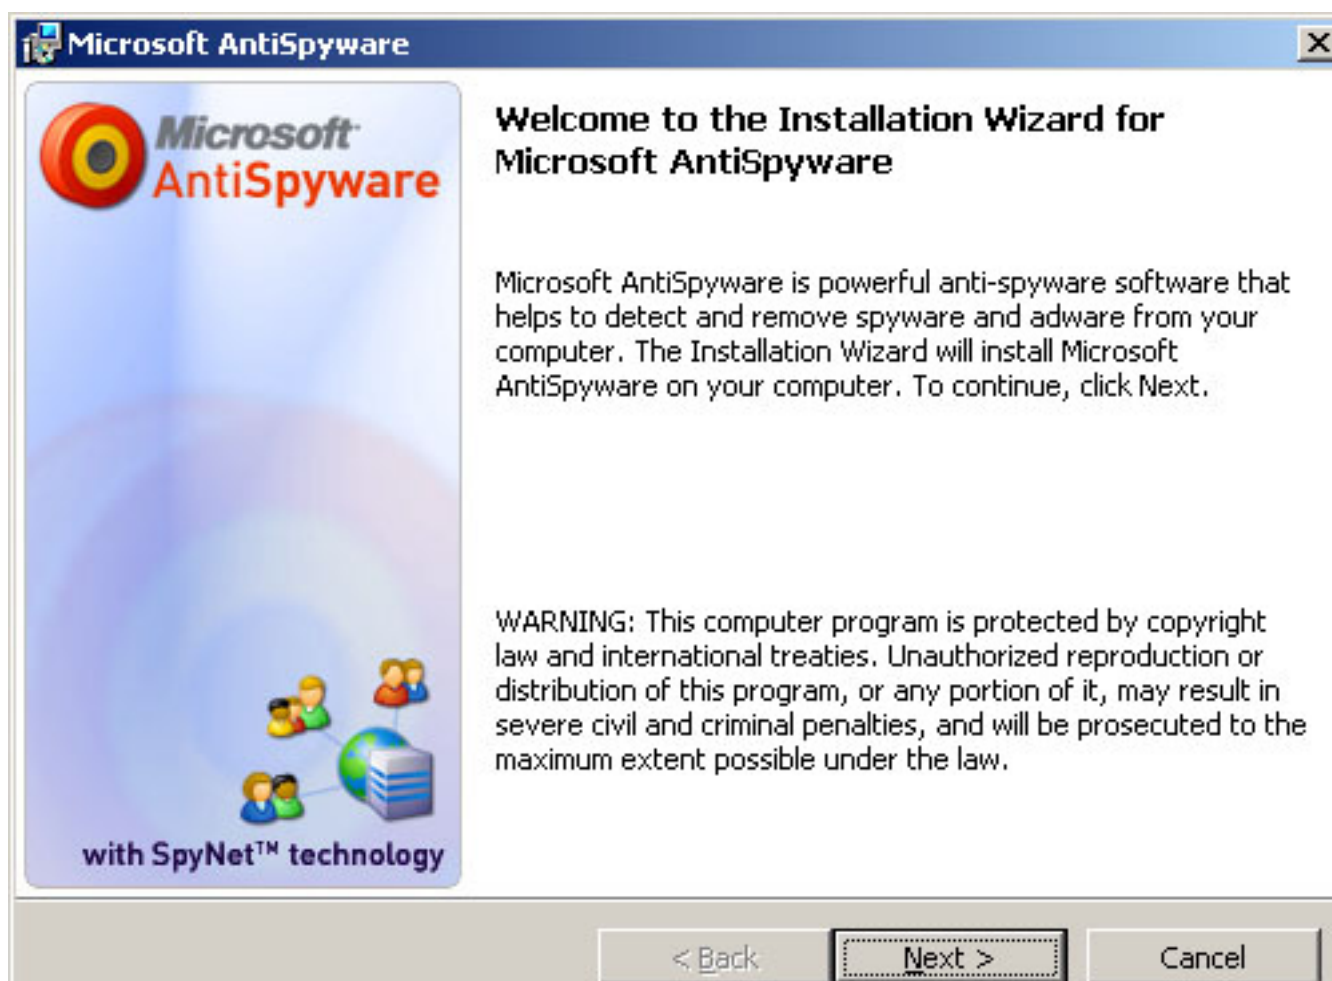 Microsoft AntiSpyware
Microsoft
AntiSpyware
Welcome to the Installation Wizard for
Microsoft AntiSpyware
Microsoft AntiSpyware is powerful anti-spyware software that
helps to detect and remove spyware and adware from your
computer. The Installation Wizard will install Microsoft
AntiSpyware on your computer. To continue, click Next.
WARNING: This computer program is protected by copyright
law and international treaties. Unauthorized reproduction or
distribution of this program, or any portion of it, may result in
severe civil and criminal penalties, and will be prosecuted to the
maximum extent possible under the law.
with SpyNet™ technology
< Back
Next >
Cancel